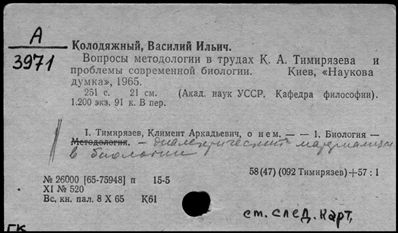 А
3971
Колодяжный, Василий Ильич.
Вопросы методологии в трудах К. А. Тимирязева и
проблемы современной биологии. Киев, «Наукова
думка», 1965.
251 с. 21 см. (Акад. наук УССР. Кафедра философии).
1.200 экз. 91 к. В пер.
I. Тимирязев, Климент Аркадьевич, о нем. — — 1. Биология —
Методология. — диалектический материализм
в биологии
№ 26000 [65-75948] п 15-5
XI № 520
Вс. кн. пал. 8 X 65 К61
58(47) (092 Тимирязев)+57 : 1
ст. след. карт.
ГК